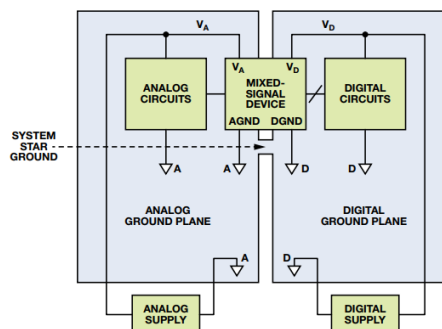 VA
VD
ANALOG
CIRCUITS
VA
VD
MIXED-
SIGNAL
DEVICE
AGND
DGND
DIGITAL
CIRCUITS
SYSTEM
STAR
GROUND
A
A
D
D
ANALOG
GROUND PLANE
DIGITAL
GROUND PLANE
A
D
ANALOG
SUPPLY
DIGITAL
SUPPLY